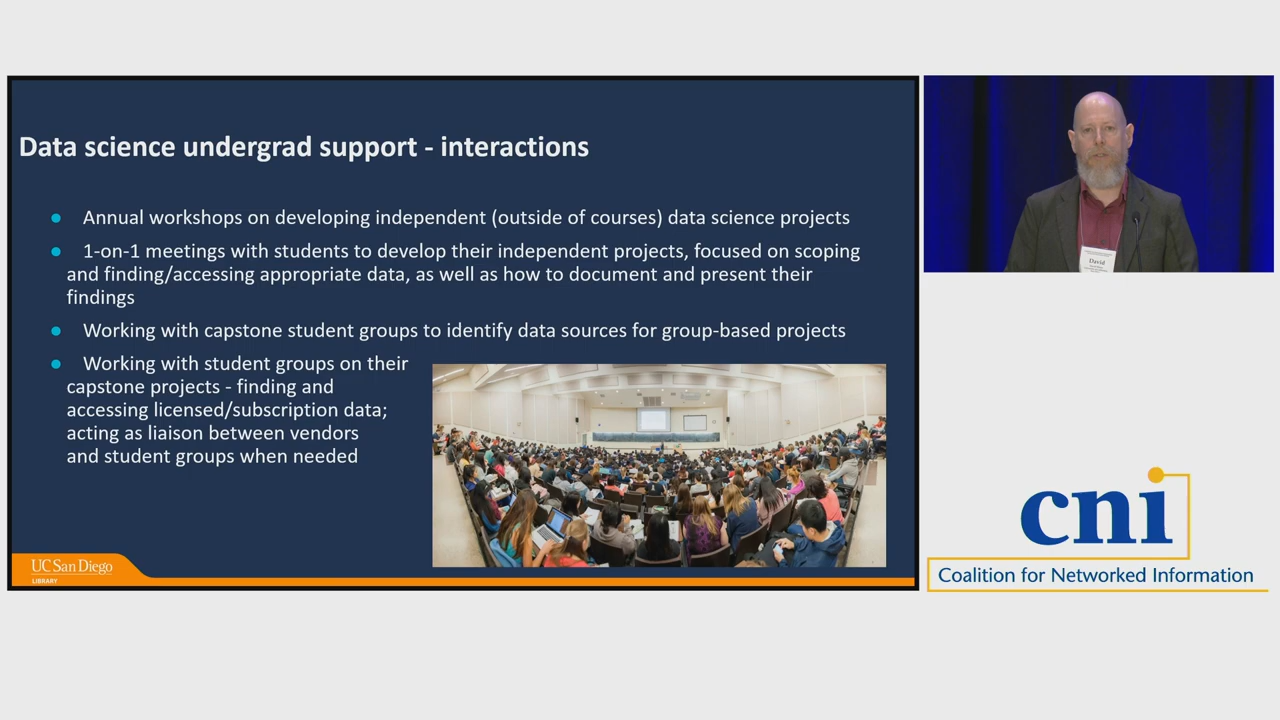 Data science undergrad support - interactions
● Annual workshops on developing independent (outside of courses) data science projects
● 1-on-1 meetings with students to develop their independent projects, focused on scoping
and finding/accessing appropriate data, as well as how to document and present their
findings
● Working with capstone student groups to identify data sources for group-based projects
● Working with student groups on their
capstone projects - finding and
accessing licensed/subscription data;
acting as liaison between vendors
and student groups when needed
UC San Diego
LIBRARY
David
cni
Coalition for Networked Information